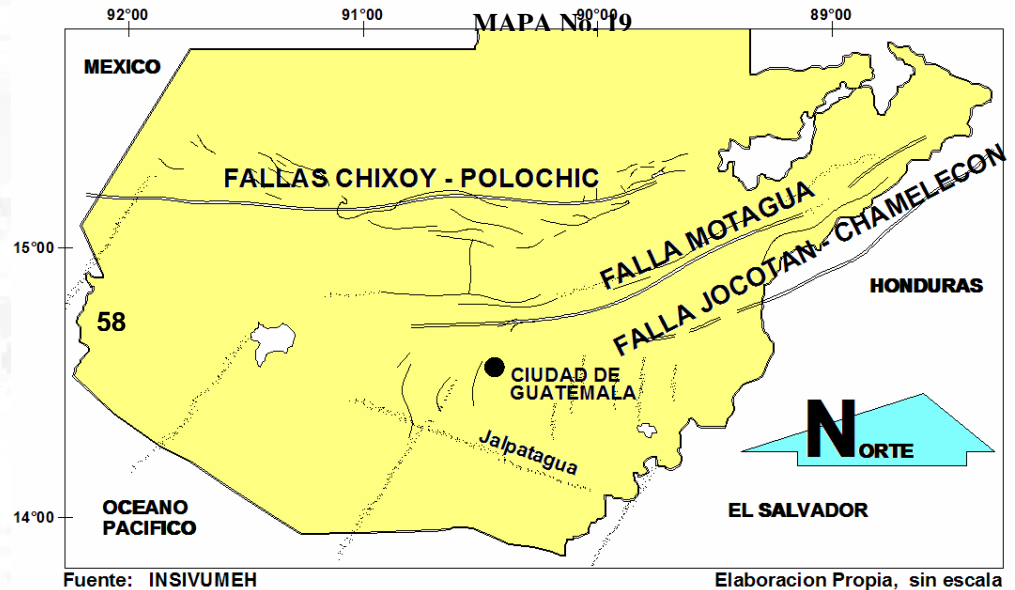 MAPA No. 19
92°00' 91°00' 90°00' 89°00'
MEXICO
FALLAS CHIXOY - POLOCHIC
FALLA MOTAGUA
FALLA JOCOTAN - CHAMELECON
15°00
HONDURAS
58
CIUDAD DE
GUATEMALA
NORTE
Jalpatagua
OCEANO
PACIFICO
EL SALVADOR
14°00
Fuente: INSIVUMEH
Elaboracion Propia, sin escala